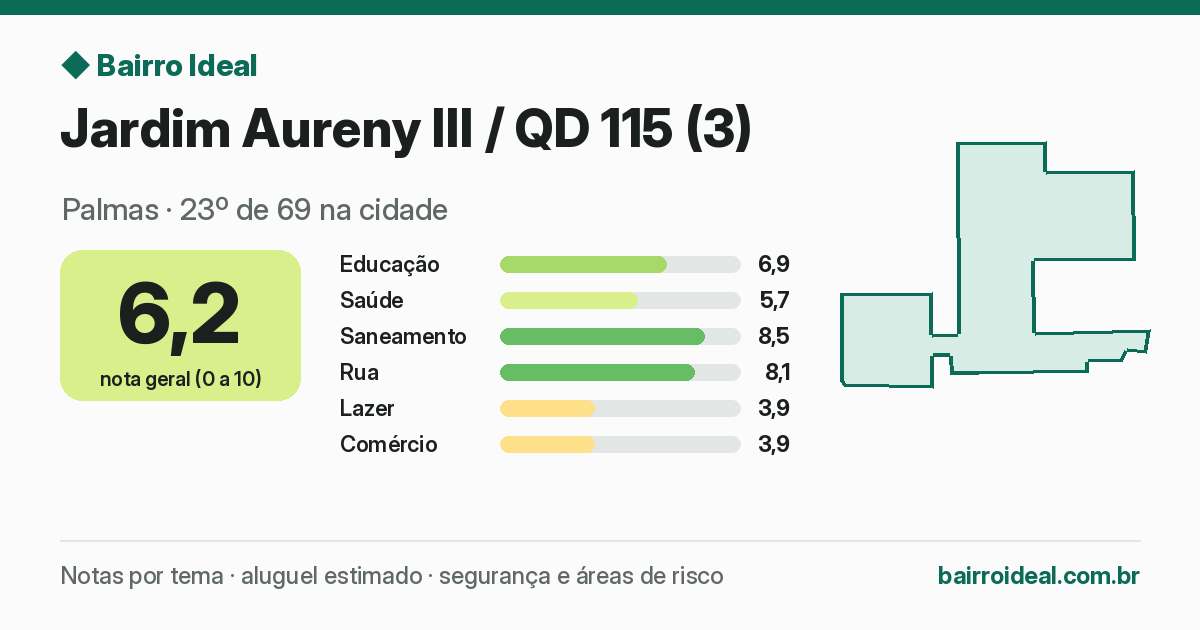 Bairro Ideal
Jardim Aureny III / QD 115 (3)
Palmas · 23º de 69 na cidade
6,2
nota geral (0 a 10)
Educação 6,9
Saúde 5,7
Saneamento 8,5
Rua 8,1
Lazer 3,9
Comércio 3,9
Notas por tema · aluguel estimado · segurança e áreas de risco
bairroideal.com.br